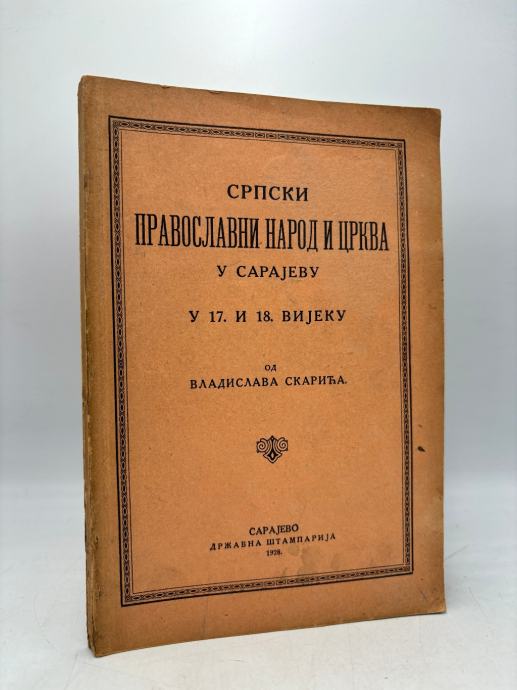 СРПСКИ
ПРАВОСЛАВНИ НАРОД И ЦРКВА
У САРАЈЕВУ
У 17. И 18. ВИЈЕКУ
ОД
ВЛАДИСЛАВА СКАРИЋА.
САРАЈЕВО
ДРЖАВНА ШТАМПАРИЈА
1928.